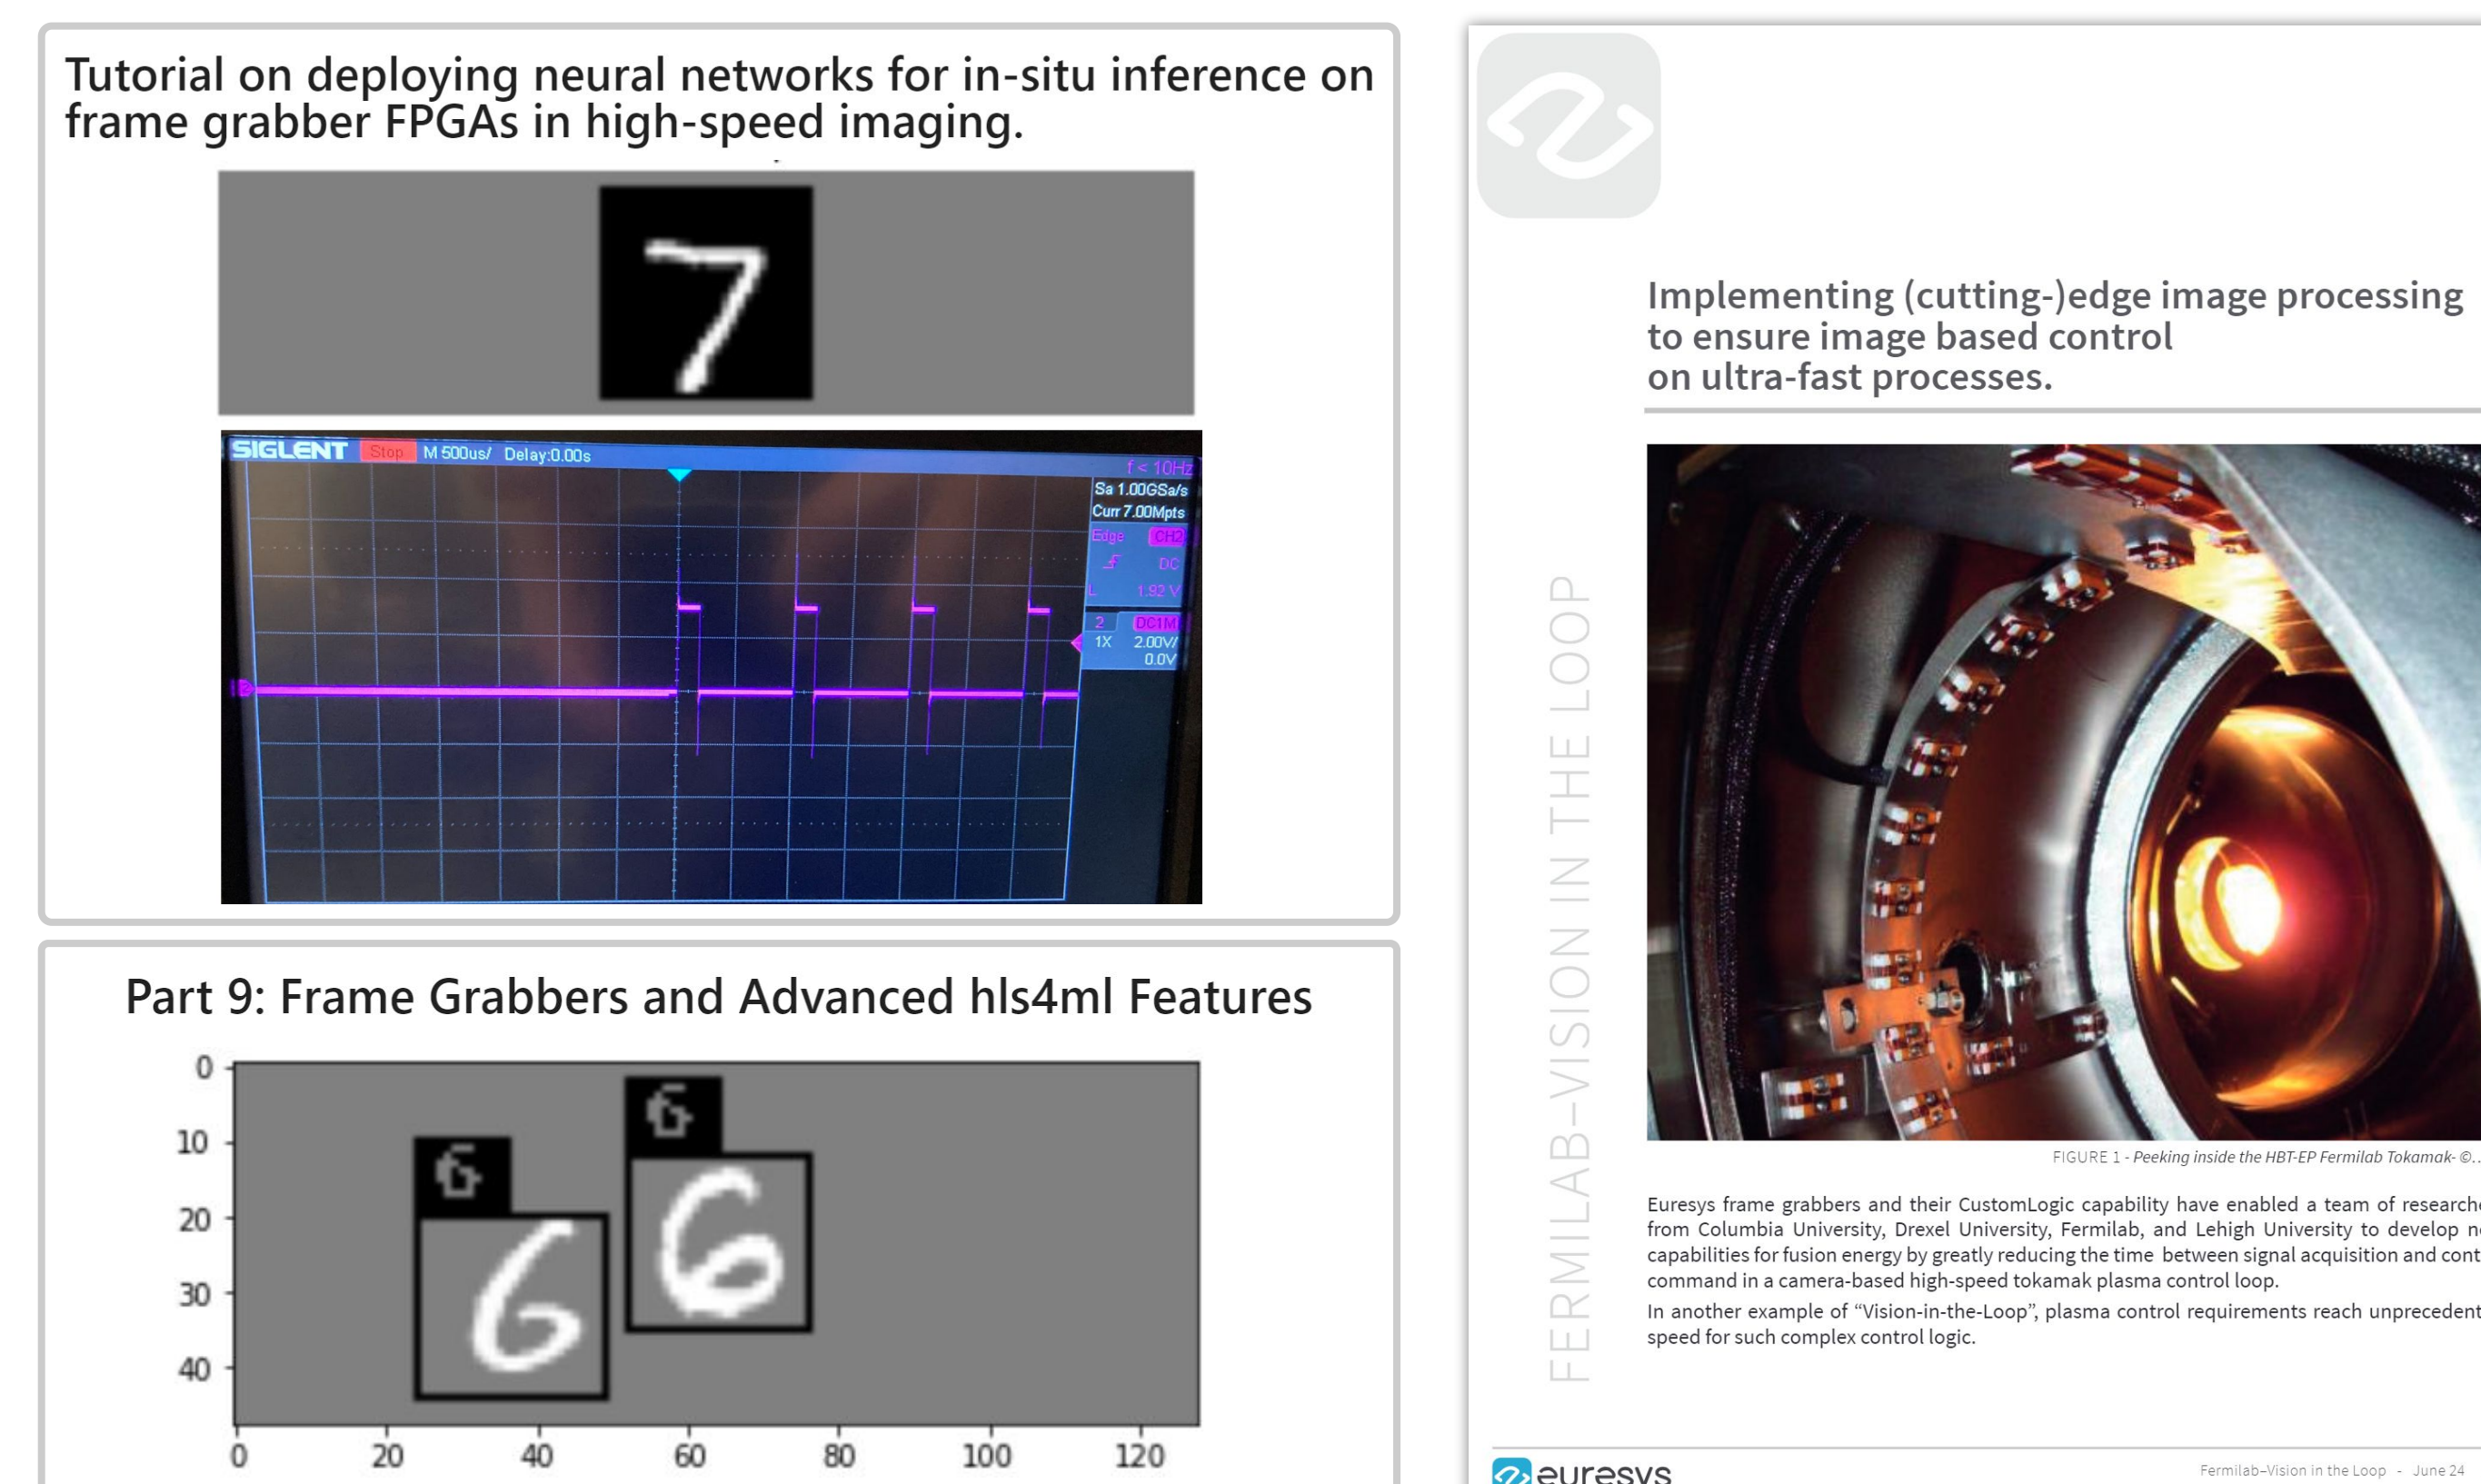 Tutorial on deploying neural networks for in-situ inference on
frame grabber FPGAs in high-speed imaging.
7
SIGLENT Stop M 500us/ Delay:0.00s
f < 10Hz
Sa 1.00GSa/s
Curr 7.00Mpts
Edge CH2
DC
L 1.92 V
2 DC1M
1X 2.00V/
0.0V
Part 9: Frame Grabbers and Advanced hls4ml Features
0
10
20
30
40
6
6
6
6
0 20 40 60 80 100 120
Implementing (cutting-)edge image processing
to ensure image based control
on ultra-fast processes.
FERMILAB–VISION IN THE LOOP
FIGURE 1 - Peeking inside the HBT-EP Fermilab Tokamak- ©..
Euresys frame grabbers and their CustomLogic capability have enabled a team of researche
from Columbia University, Drexel University, Fermilab, and Lehigh University to develop n
capabilities for fusion energy by greatly reducing the time between signal acquisition and cont
command in a camera-based high-speed tokamak plasma control loop.
In another example of “Vision-in-the-Loop”, plasma control requirements reach unprecedent
speed for such complex control logic.
euresys
Fermilab–Vision in the Loop - June 24